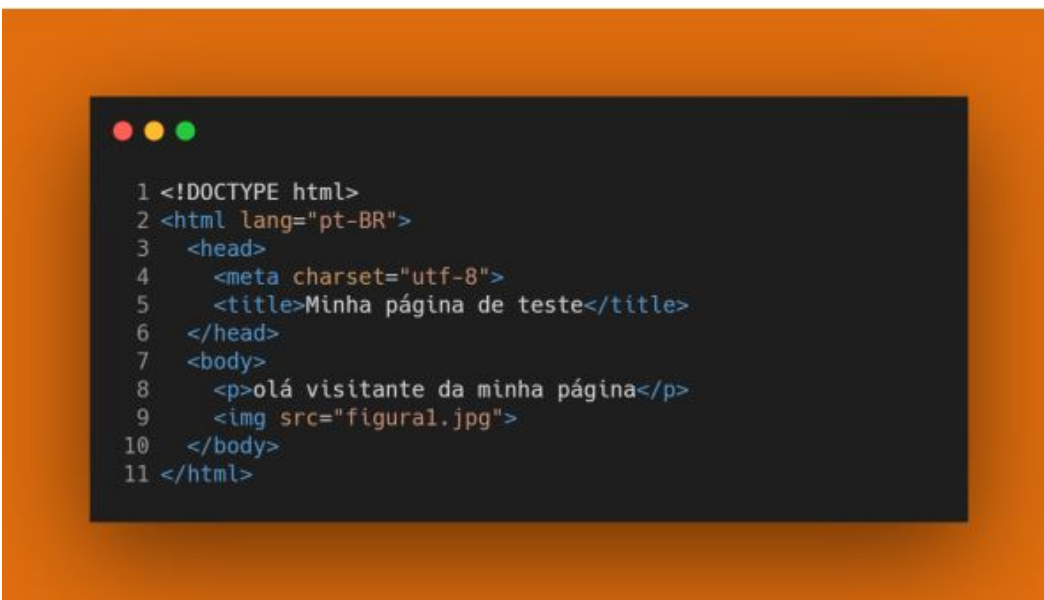 1 <!DOCTYPE html>
2 <html lang="pt-BR">
3   <head>
4     <meta charset="utf-8">
5     <title>Minha página de teste</title>
6   </head>
7   <body>
8     <p>olá visitante da minha página</p>
9     <img src="figura1.jpg">
10   </body>
11 </html>